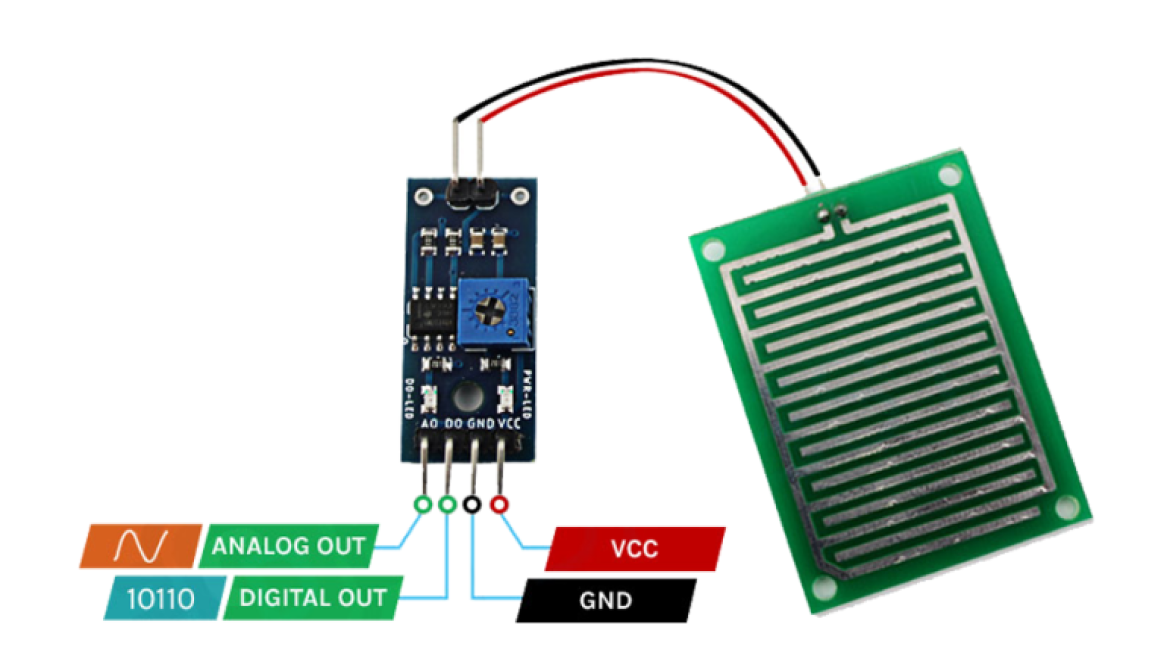 DO-LED
PWR-LED
AO DO GND VCC
ANALOG OUT
VCC
10110
DIGITAL OUT
GND